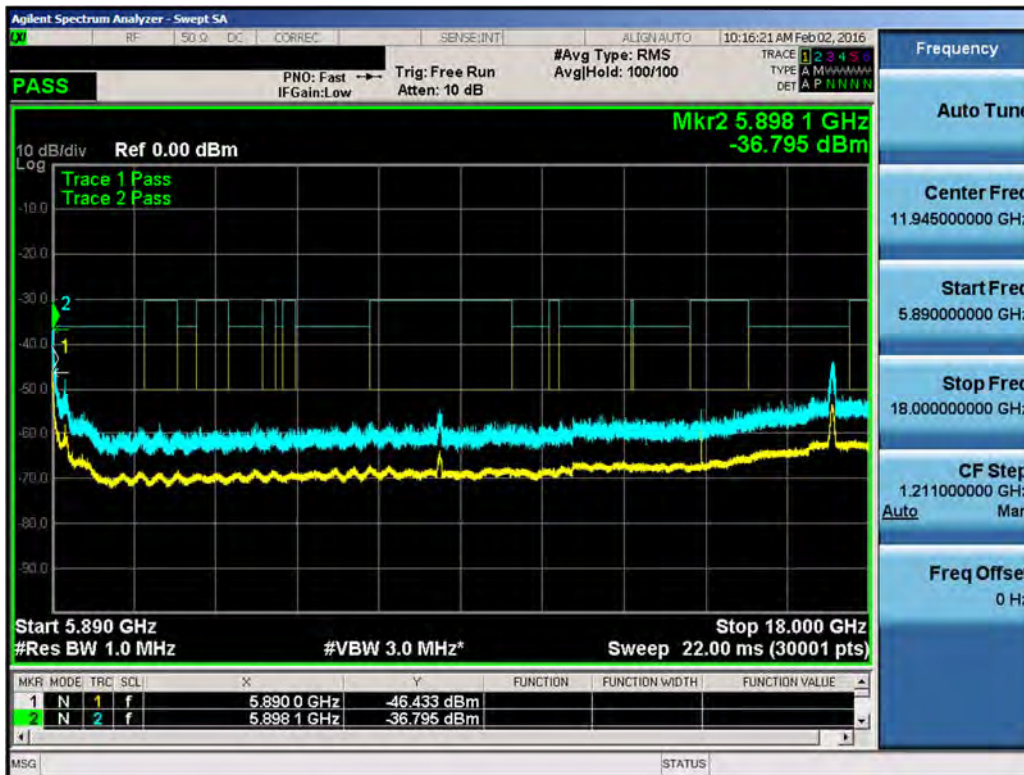 Agilent Spectrum Analyzer - Swept SA
LXI RF 50 Ω DC CORREC SENSE:INT ALIGN AUTO 10:16:21 AM Feb 02, 2016
PASS
PNO: Fast
IFGain:Low
Trig: Free Run
Atten: 10 dB
#Avg Type: RMS
Avg|Hold: 100/100
TRACE 1 2 3 4 5 6
TYPE A M W W W W
DET A P N N N N
Mkr2 5.898 1 GHz
-36.795 dBm
10 dB/div Ref 0.00 dBm
Log
Trace 1 Pass
Trace 2 Pass
-10.0
-20.0
-30.0
2
-40.0
1
-50.0
-60.0
-70.0
-80.0
-90.0
Start 5.890 GHz Stop 18.000 GHz
#Res BW 1.0 MHz #VBW 3.0 MHz* Sweep 22.00 ms (30001 pts)
MKR MODE TRC SCL X Y FUNCTION FUNCTION WIDTH FUNCTION VALUE
1 N 1 f 5.890 0 GHz -46.433 dBm
2 N 2 f 5.898 1 GHz -36.795 dBm
MSG STATUS
Frequency
Auto Tune
Center Freq
11.945000000 GHz
Start Freq
5.890000000 GHz
Stop Freq
18.000000000 GHz
CF Step
1.211000000 GHz
Auto Man
Freq Offset
0 Hz